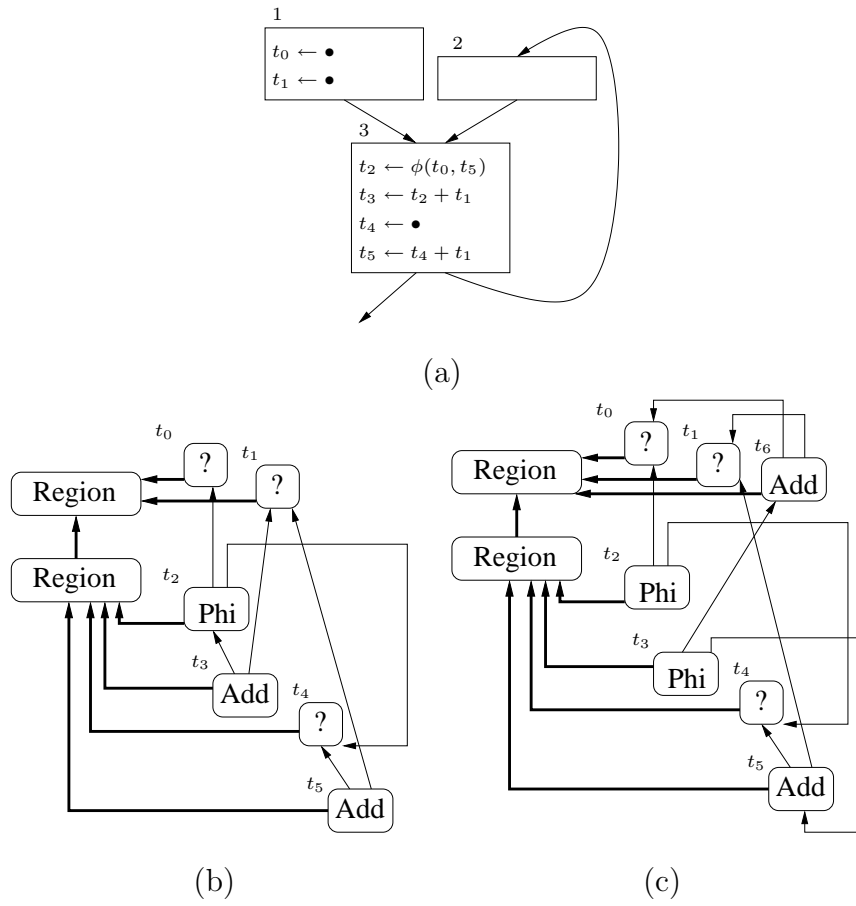 1
t₀ ← •
t₁ ← •
2
3
t₂ ← ϕ(t₀, t₅)
t₃ ← t₂ + t₁
t₄ ← •
t₅ ← t₄ + t₁
(a)
t₀
?
t₁
?
Region
Region
t₂
Phi
t₃
Add
t₄
?
t₅
Add
(b)
t₀
?
t₁
?
t₆
Add
Region
Region
t₂
Phi
t₃
Phi
t₄
?
t₅
Add
(c)